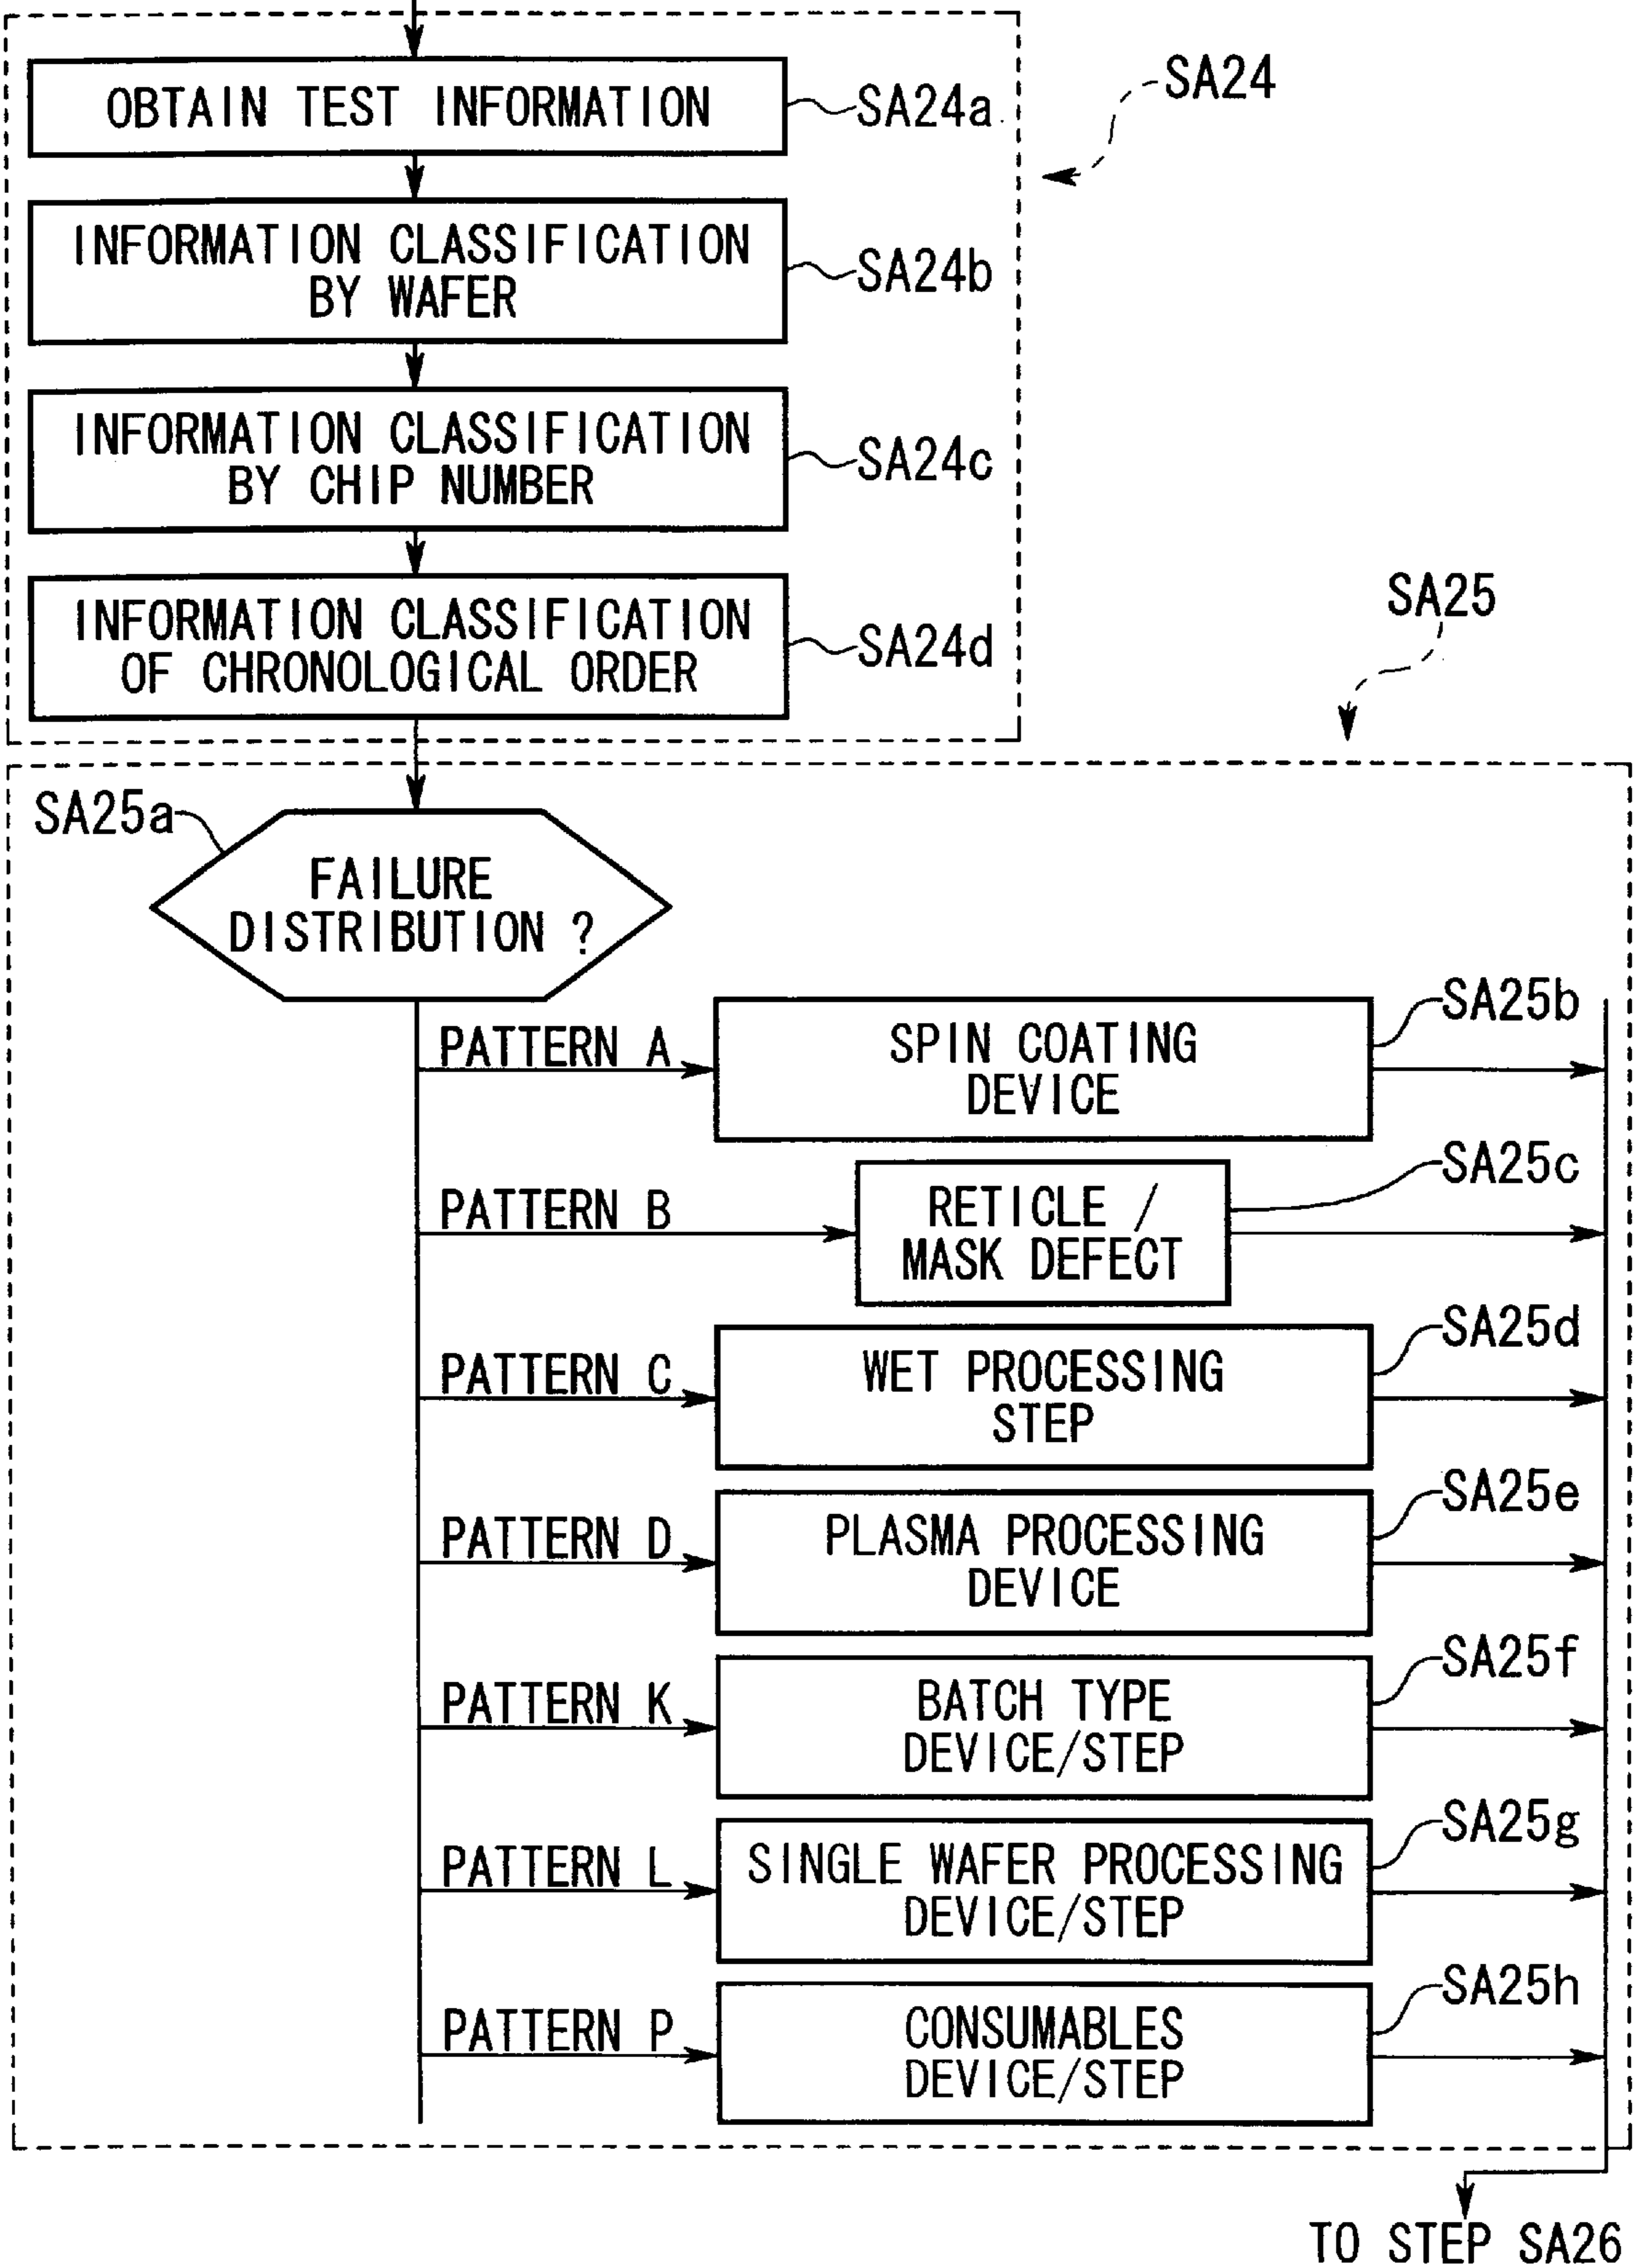 OBTAIN TEST INFORMATION
SA24a
SA24
INFORMATION CLASSIFICATION
BY WAFER
SA24b
INFORMATION CLASSIFICATION
BY CHIP NUMBER
SA24c
INFORMATION CLASSIFICATION
OF CHRONOLOGICAL ORDER
SA24d
SA25
SA25a
FAILURE
DISTRIBUTION ?
PATTERN A
SPIN COATING
DEVICE
SA25b
PATTERN B
RETICLE /
MASK DEFECT
SA25c
PATTERN C
WET PROCESSING
STEP
SA25d
PATTERN D
PLASMA PROCESSING
DEVICE
SA25e
PATTERN K
BATCH TYPE
DEVICE/STEP
SA25f
PATTERN L
SINGLE WAFER PROCESSING
DEVICE/STEP
SA25g
PATTERN P
CONSUMABLES
DEVICE/STEP
SA25h
TO STEP SA26